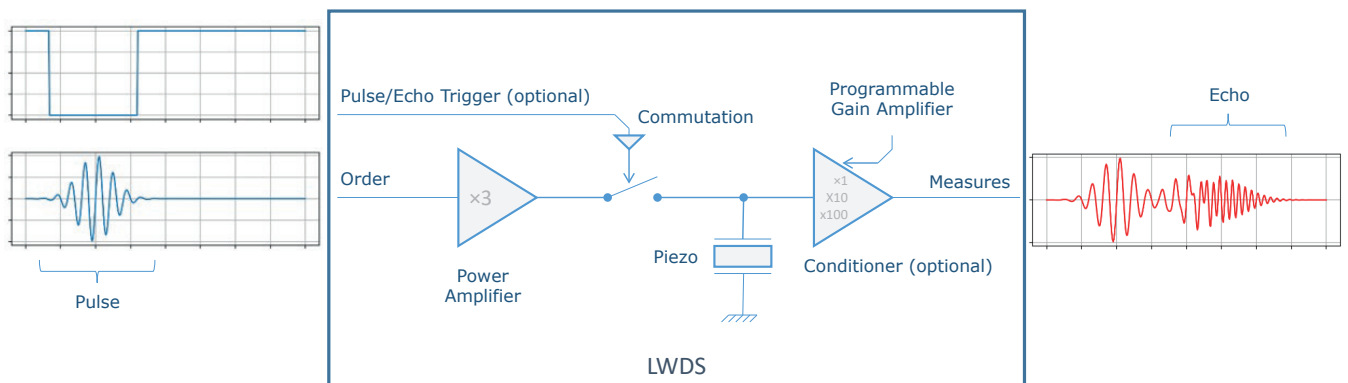 Pulse/Echo Trigger (optional)
Commutation
Programmable
Gain Amplifier
Echo
Order
×3
×1
X10
x100
Measures
Piezo
Conditioner (optional)
Power
Amplifier
Pulse
LWDS